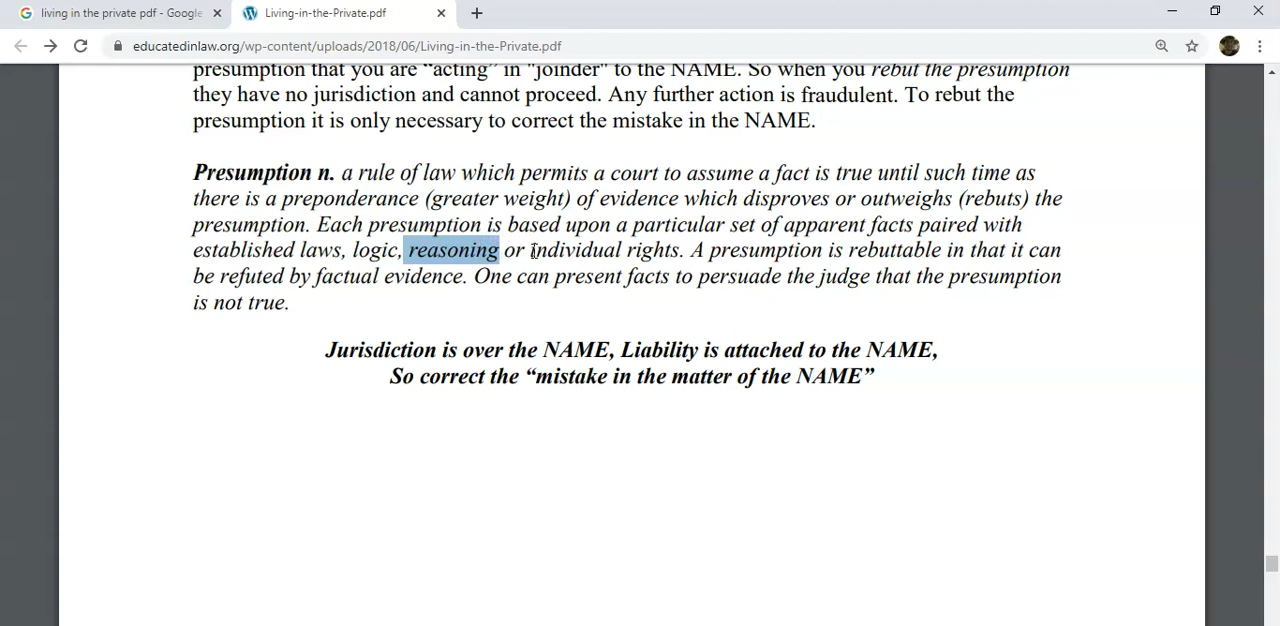 living in the private pdf - Google
Living-in-the-Private.pdf
educatedinlaw.org/wp-content/uploads/2018/06/Living-in-the-Private.pdf
presumption that you are “acting” in "joinder" to the NAME. So when you rebut the presumption
they have no jurisdiction and cannot proceed. Any further action is fraudulent. To rebut the
presumption it is only necessary to correct the mistake in the NAME.
Presumption n. a rule of law which permits a court to assume a fact is true until such time as
there is a preponderance (greater weight) of evidence which disproves or outweighs (rebuts) the
presumption. Each presumption is based upon a particular set of apparent facts paired with
established laws, logic, reasoning or individual rights. A presumption is rebuttable in that it can
be refuted by factual evidence. One can present facts to persuade the judge that the presumption
is not true.
Jurisdiction is over the NAME, Liability is attached to the NAME,
So correct the “mistake in the matter of the NAME”